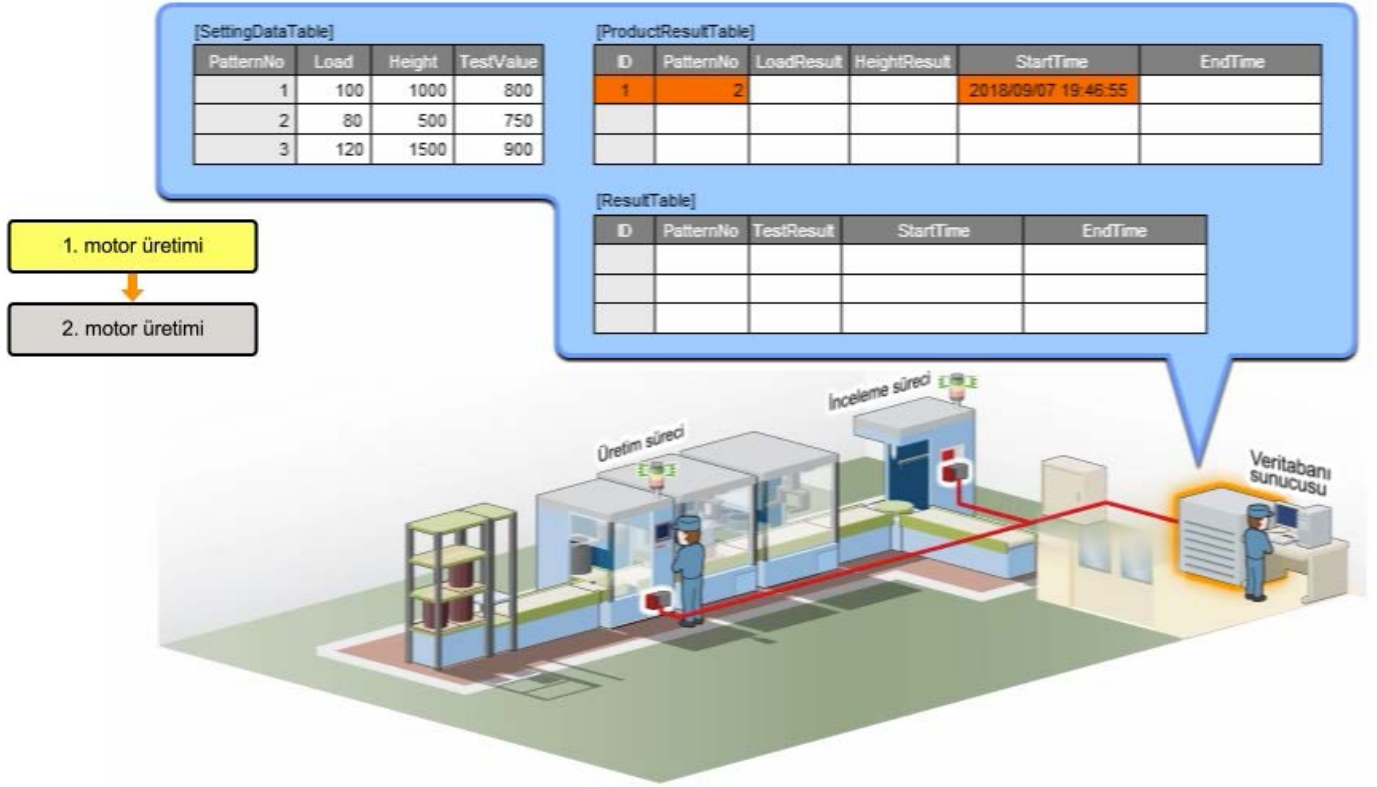 [SettingDataTable]
PatternNo Load Height TestValue
1 100 1000 800
2 80 500 750
3 120 1500 900
[ProductResultTable]
ID PatternNo LoadResult HeightResult StartTime EndTime
1 2 2018/09/07 19:46:55
[ResultTable]
ID PatternNo TestResult StartTime EndTime
1. motor üretimi
2. motor üretimi
Üretim süreci
İnceleme süreci
Veritabanı
sunucusu